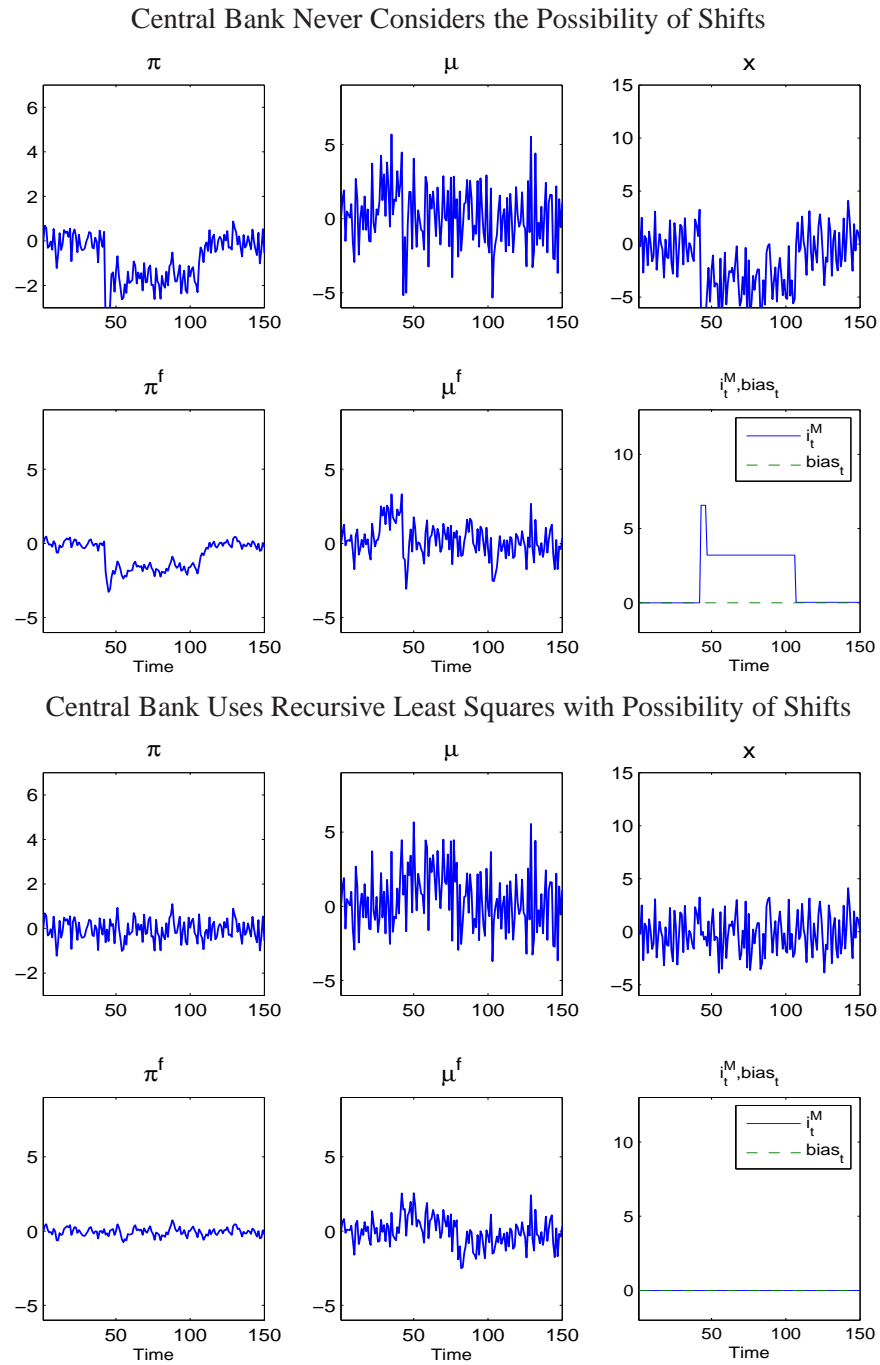 Central Bank Never Considers the Possibility of Shifts
π μ x
6
4
2
0
−2
50 100 150
5
0
−5
50 100 150
15
10
5
0
−5
50 100 150
π^f μ^f i_t^M,bias_t
5
0
−5
50 100 150
Time
5
0
−5
50 100 150
Time
10
5
0
50 100 150
Time
i_t^M
bias_t
Central Bank Uses Recursive Least Squares with Possibility of Shifts
π μ x
6
4
2
0
−2
50 100 150
5
0
−5
50 100 150
15
10
5
0
−5
50 100 150
π^f μ^f i_t^M,bias_t
5
0
−5
50 100 150
Time
5
0
−5
50 100 150
Time
10
5
0
50 100 150
Time
i_t^M
bias_t